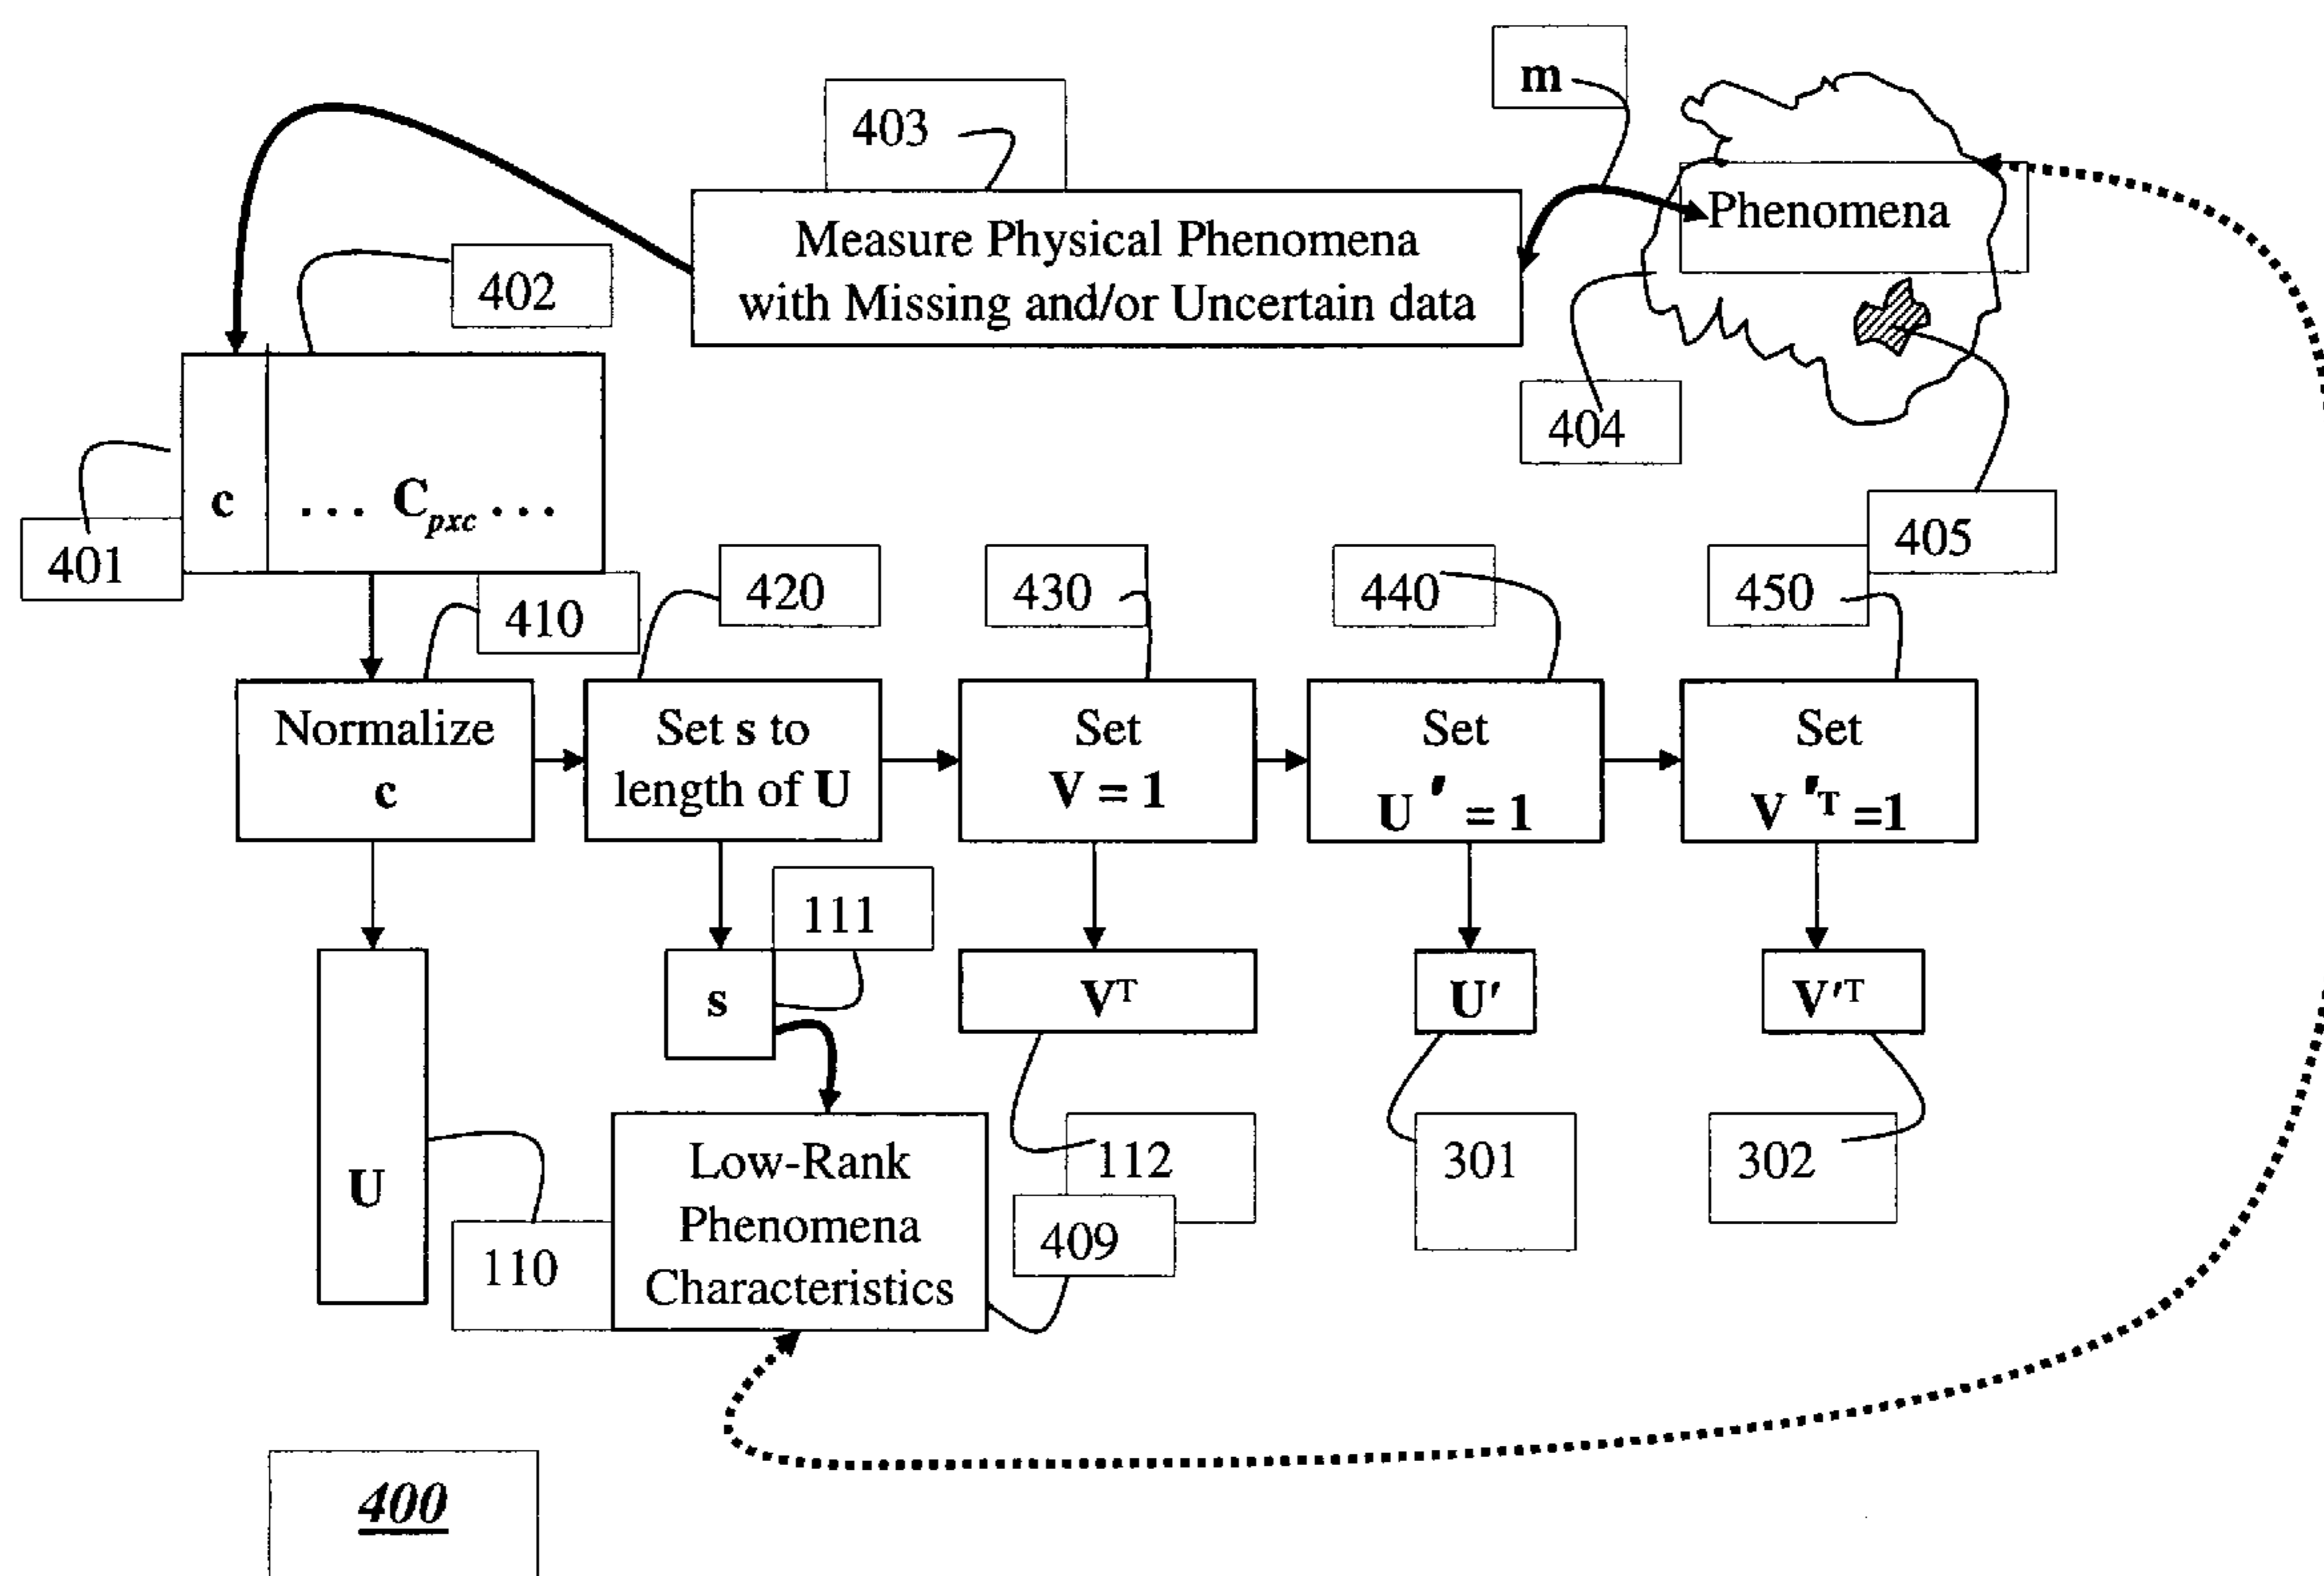 m
403
Phenomena
Measure Physical Phenomena
with Missing and/or Uncertain data
402
404
c
... C_pxc ...
401
405
410
420
430
440
450
Normalize
c
Set s to
length of U
Set
V = 1
Set
U ' = 1
Set
V 'ᵀ =1
111
s
Vᵀ
U'
V'ᵀ
U
110
Low-Rank
Phenomena
Characteristics
112
409
301
302
400